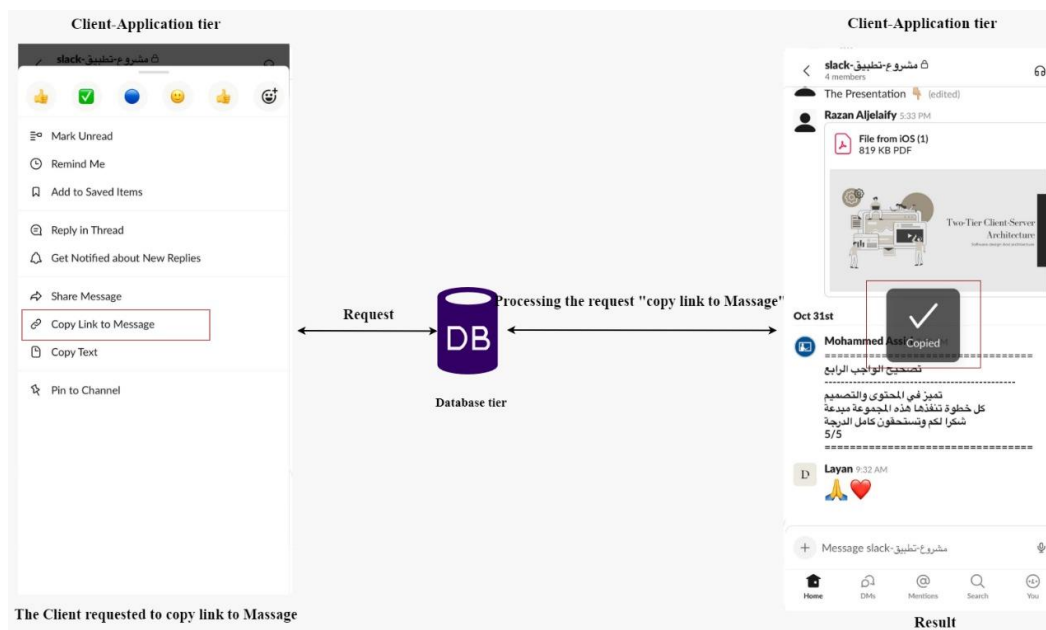 Client-Application tier
مشروع-تطبيق-slack
Mark Unread
Remind Me
Add to Saved Items
Reply in Thread
Get Notified about New Replies
Share Message
Copy Link to Message
Copy Text
Pin to Channel
The Client requested to copy link to Massage
Request
DB
Database tier
Processing the request "copy link to Massage"
Client-Application tier
مشروع-تطبيق-slack
4 members
The Presentation (edited)
Razan Aljelaify 5:33 PM
File from iOS (1)
819 KB PDF
Two-Tier Client-Server
Architecture
Oct 31st
Mohammed
Copied
=================================
تصحيح الواجب الرابع
-----------------------------------------------
تميز في المحتوى والتصميم
كل خطوة تنفذها هذه المجموعة مبدعة
شكرا لكم وتستحقون كامل الدرجة
5/5
=================================
D
Layan 9:32 AM
Message slack-مشروع-تطبيق
Home
DMs
Mentions
Search
You
Result